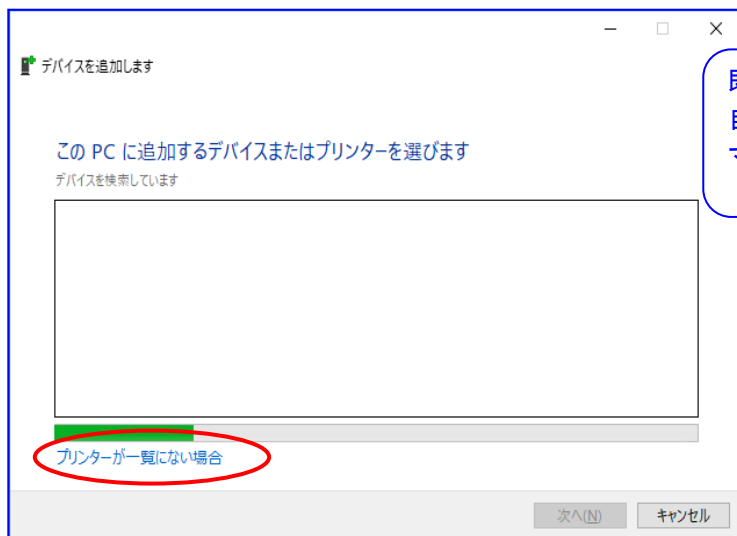 デバイスを追加します
この PC に追加するデバイスまたはプリンターを選びます
デバイスを検索しています
プリンターが一覧にない場合
次へ(N)
キャンセル